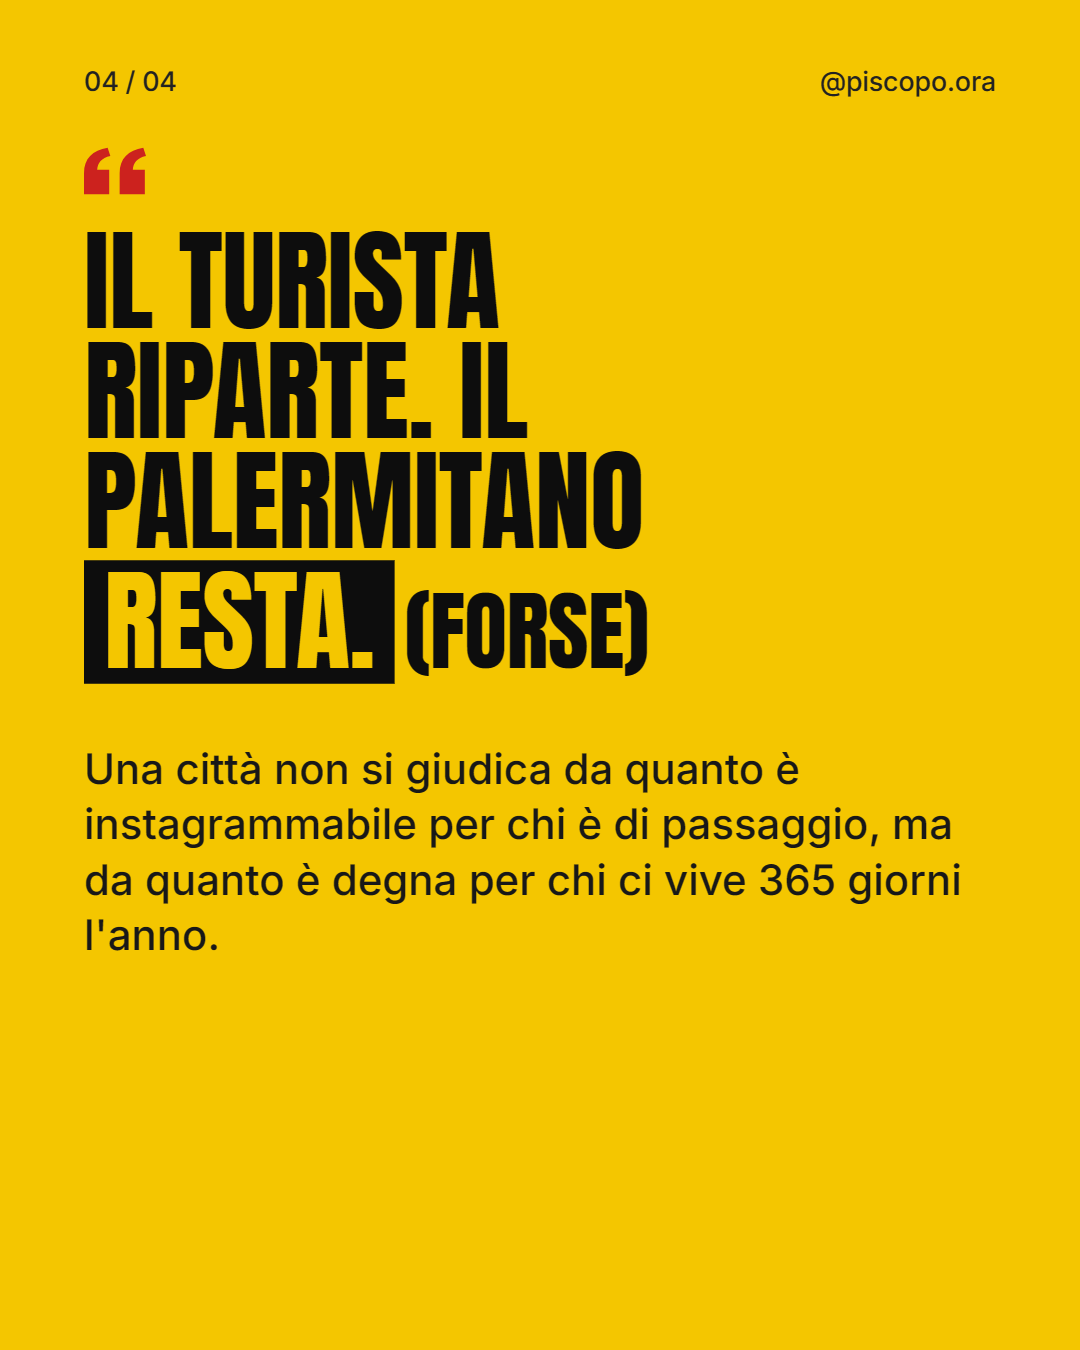 04 / 04
@piscopo.ora
“
IL TURISTA
RIPARTE. IL
PALERMITANO
RESTA. (FORSE)
Una città non si giudica da quanto è
instagrammabile per chi è di passaggio, ma
da quanto è degna per chi ci vive 365 giorni
l'anno.